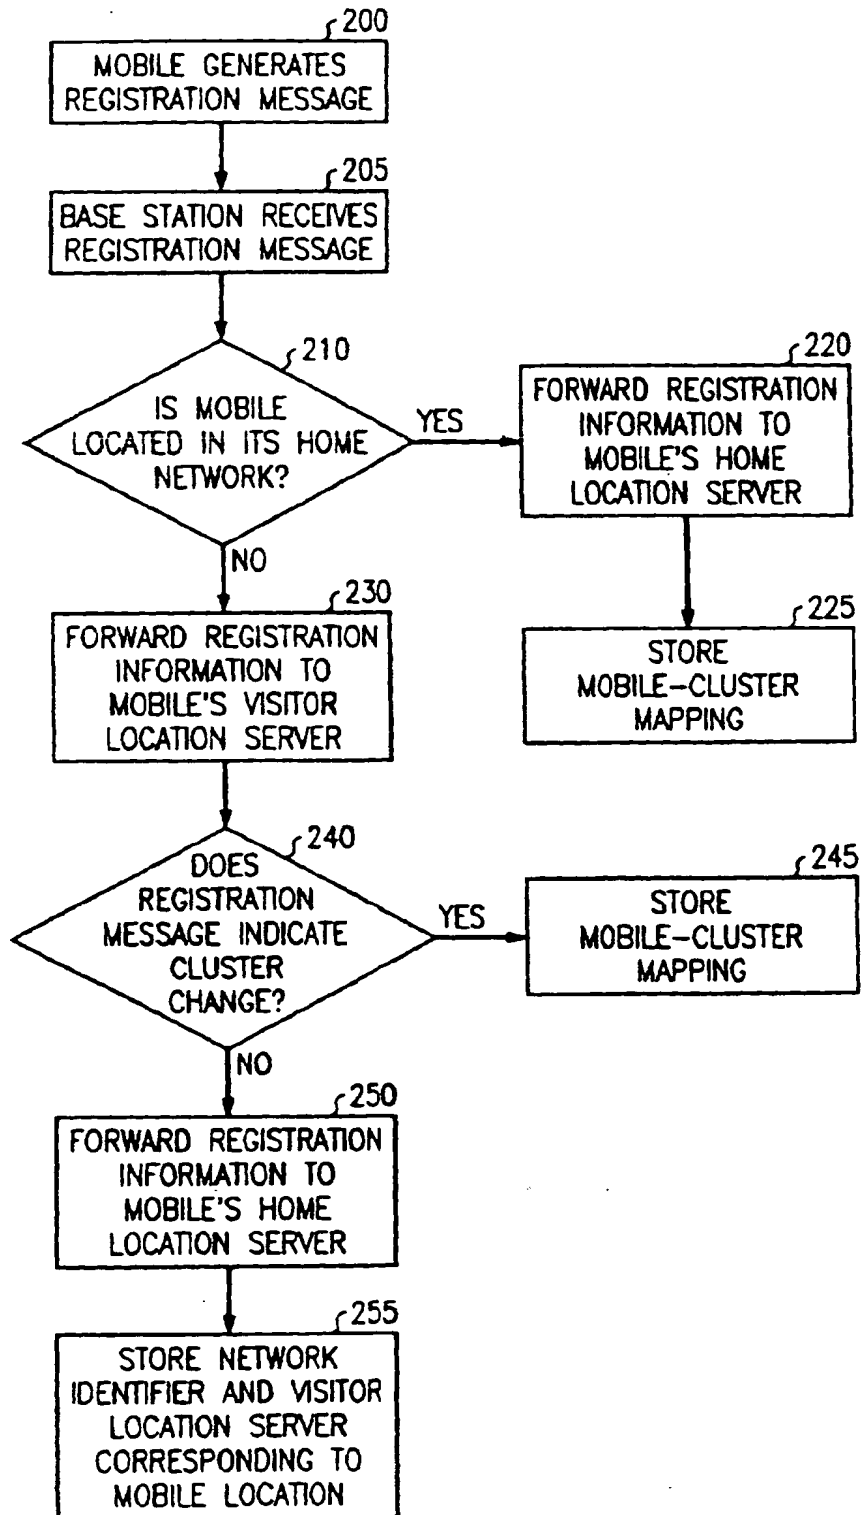 200
MOBILE GENERATES
REGISTRATION MESSAGE
205
BASE STATION RECEIVES
REGISTRATION MESSAGE
210
IS MOBILE
LOCATED IN ITS HOME
NETWORK?
YES
220
FORWARD REGISTRATION
INFORMATION TO
MOBILE'S HOME
LOCATION SERVER
225
STORE
MOBILE-CLUSTER
MAPPING
NO
230
FORWARD REGISTRATION
INFORMATION TO
MOBILE'S VISITOR
LOCATION SERVER
240
DOES
REGISTRATION
MESSAGE INDICATE
CLUSTER
CHANGE?
YES
245
STORE
MOBILE-CLUSTER
MAPPING
NO
250
FORWARD REGISTRATION
INFORMATION TO
MOBILE'S HOME
LOCATION SERVER
255
STORE NETWORK
IDENTIFIER AND VISITOR
LOCATION SERVER
CORRESPONDING TO
MOBILE LOCATION